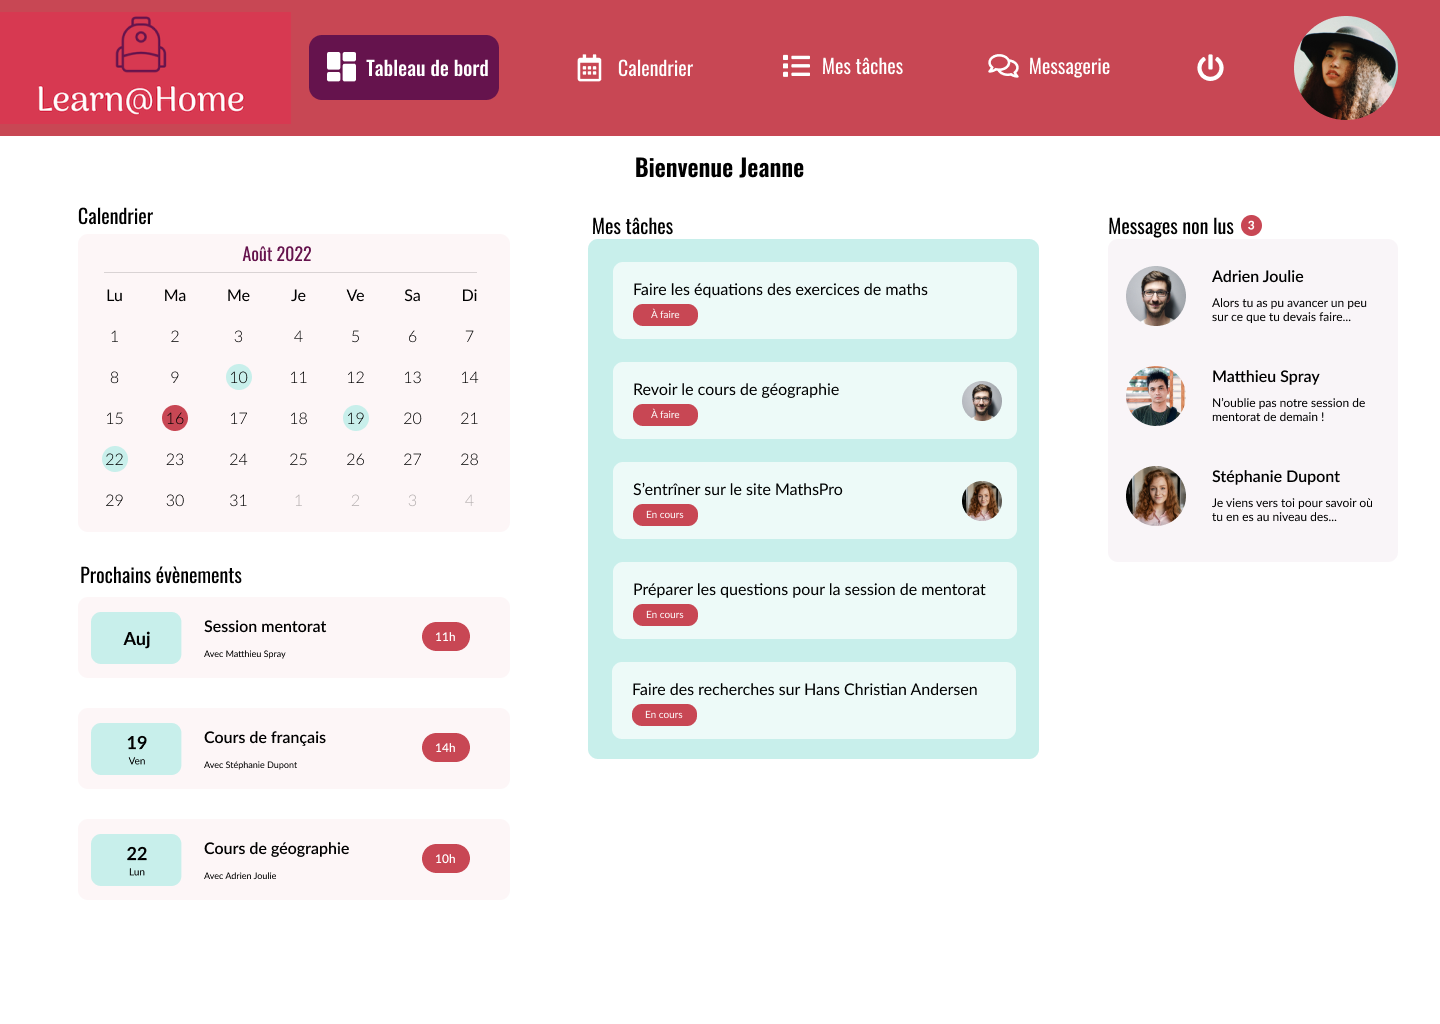 Learn@Home
Tableau de bord
Calendrier
Mes tâches
Messagerie
Bienvenue Jeanne
Calendrier
Août 2022
Lu Ma Me Je Ve Sa Di
1 2 3 4 5 6 7
8 9 10 11 12 13 14
15 16 17 18 19 20 21
22 23 24 25 26 27 28
29 30 31 1 2 3 4
Prochains évènements
Auj
Session mentorat
Avec Matthieu Spray
11h
19
Ven
Cours de français
Avec Stéphanie Dupont
14h
22
Lun
Cours de géographie
Avec Adrien Joulie
10h
Mes tâches
Faire les équations des exercices de maths
À faire
Revoir le cours de géographie
À faire
S'entrîner sur le site MathsPro
En cours
Préparer les questions pour la session de mentorat
En cours
Faire des recherches sur Hans Christian Andersen
En cours
Messages non lus 3
Adrien Joulie
Alors tu as pu avancer un peu
sur ce que tu devais faire...
Matthieu Spray
N'oublie pas notre session de
mentorat de demain !
Stéphanie Dupont
Je viens vers toi pour savoir où
tu en es au niveau des...